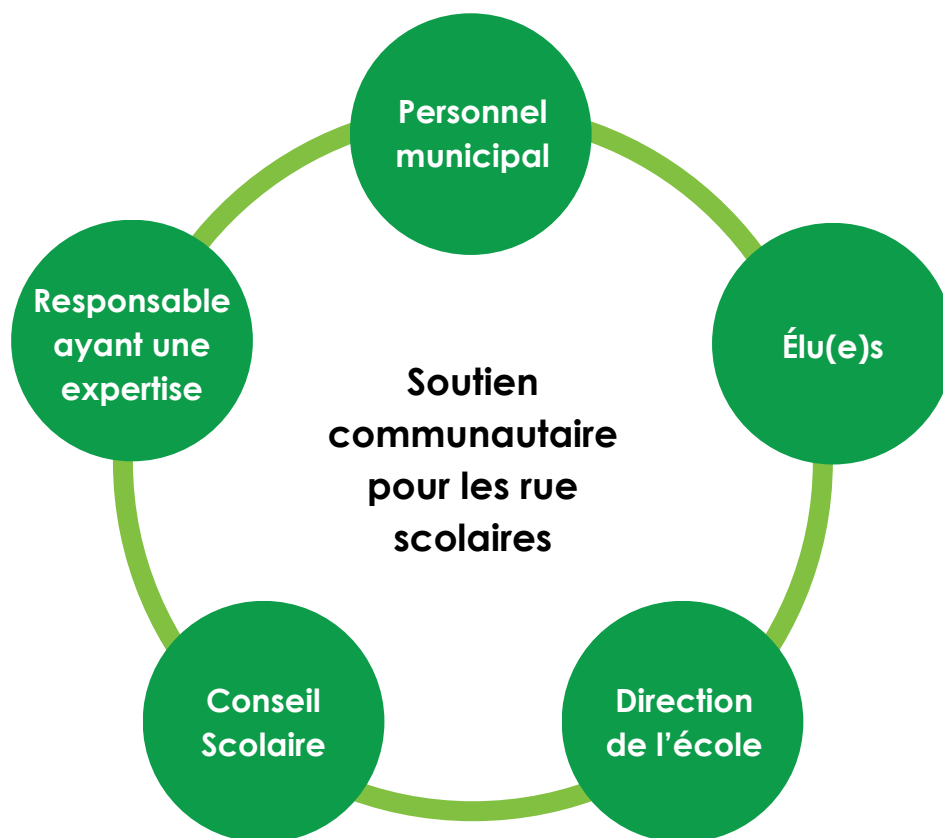 Personnel
municipal
Responsable
ayant une
expertise
Élu(e)s
Soutien
communautaire
pour les rue
scolaires
Conseil
Scolaire
Direction
de l’école